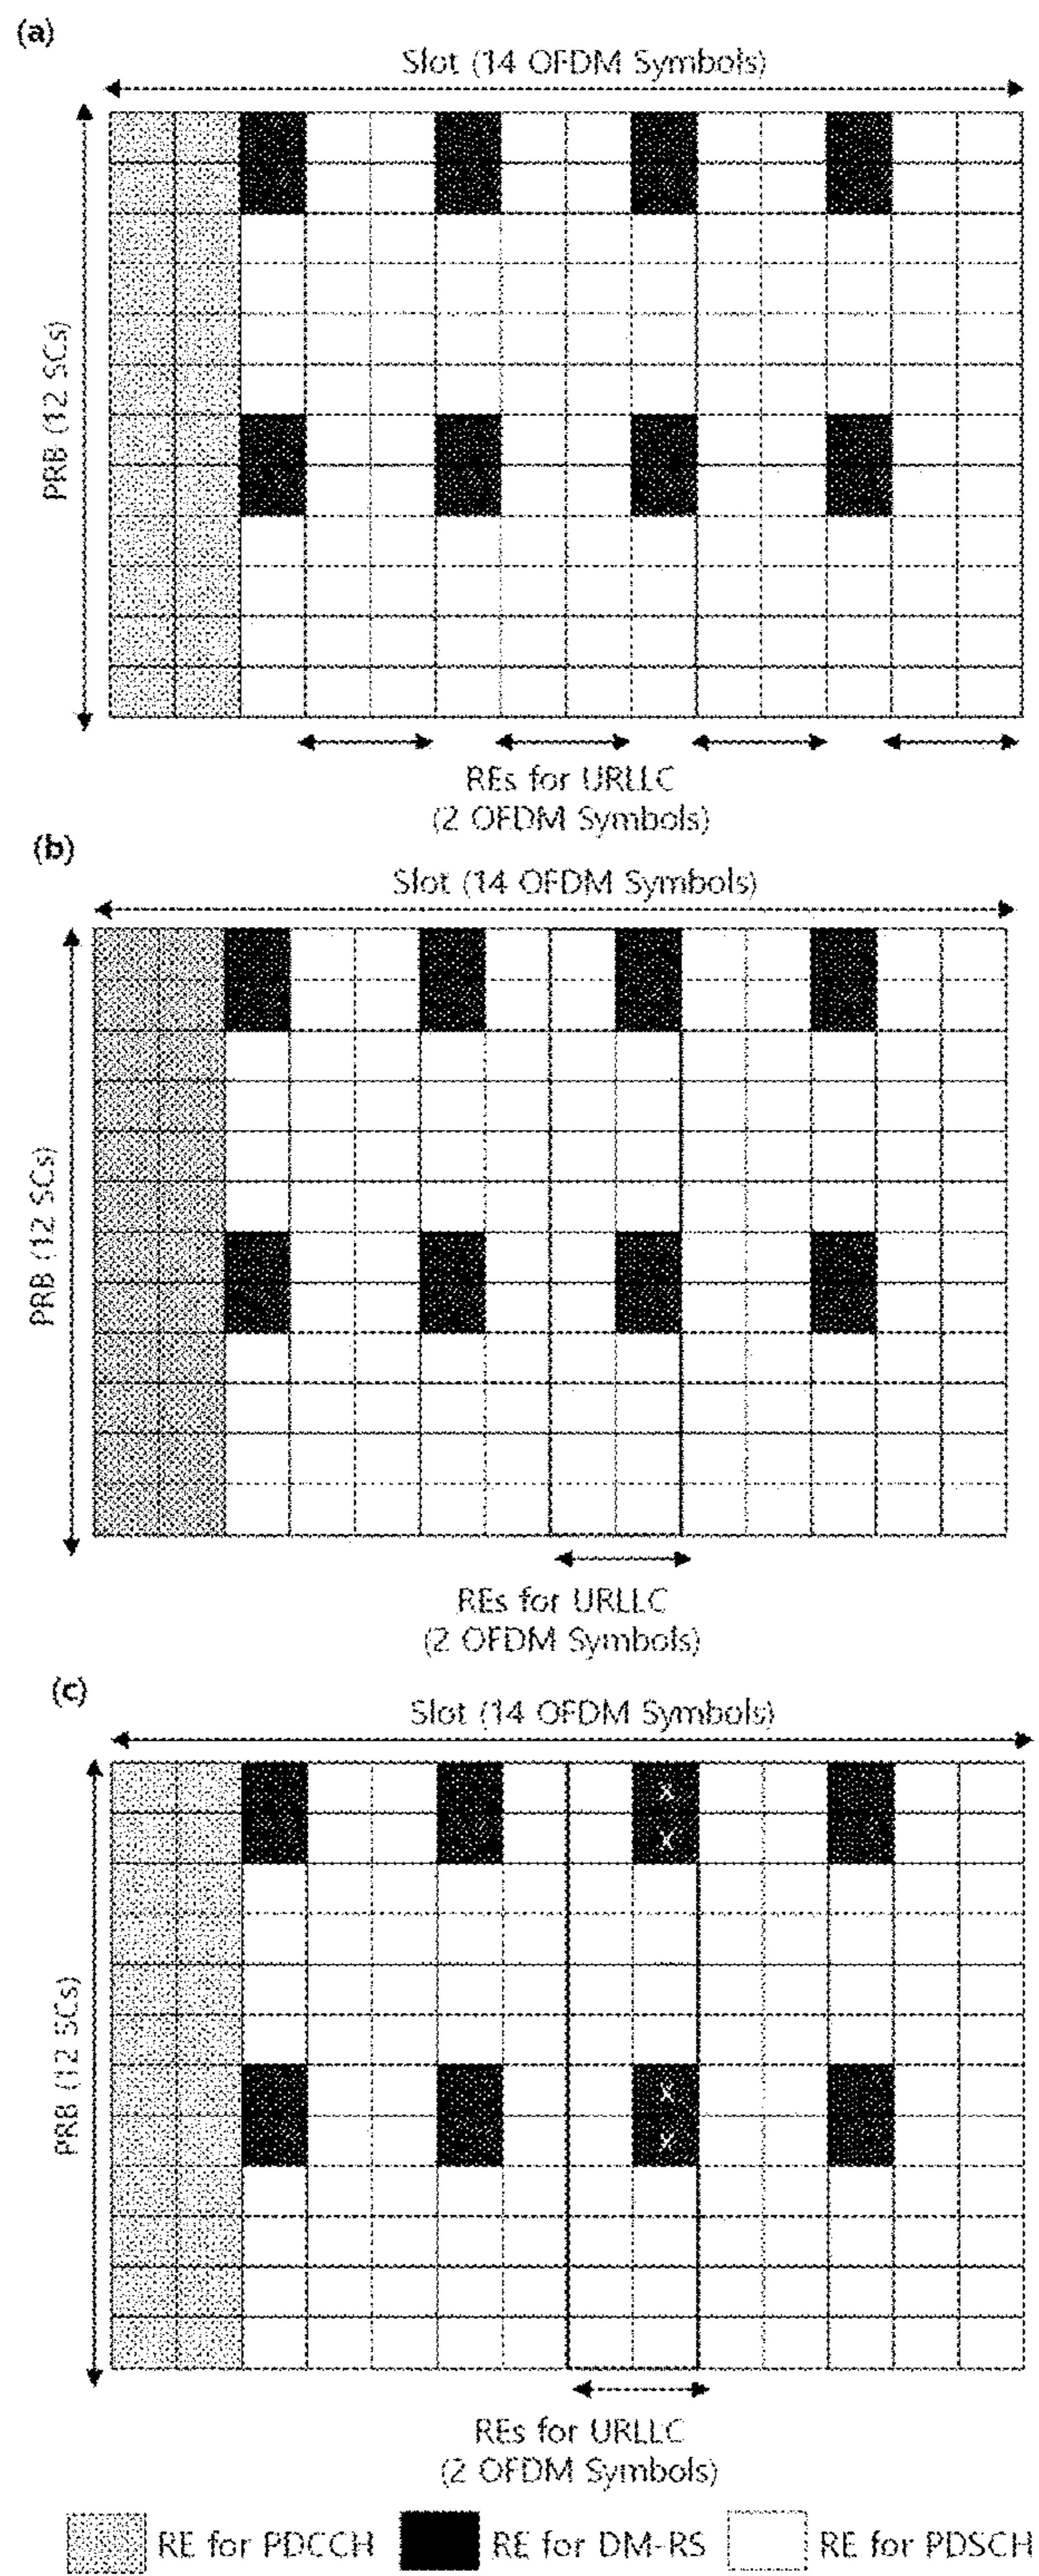 (a)
Slot (14 OFDM Symbols)
PRB (12 SCs)
REs for URLLC
(2 OFDM Symbols)
(b)
Slot (14 OFDM Symbols)
PRB (12 SCs)
REs for URLLC
(2 OFDM Symbols)
(c)
Slot (14 OFDM Symbols)
PRB (12 SCs)
X
X
X
X
REs for URLLC
(2 OFDM Symbols)
RE for PDCCH RE for DM-RS RE for PDSCH